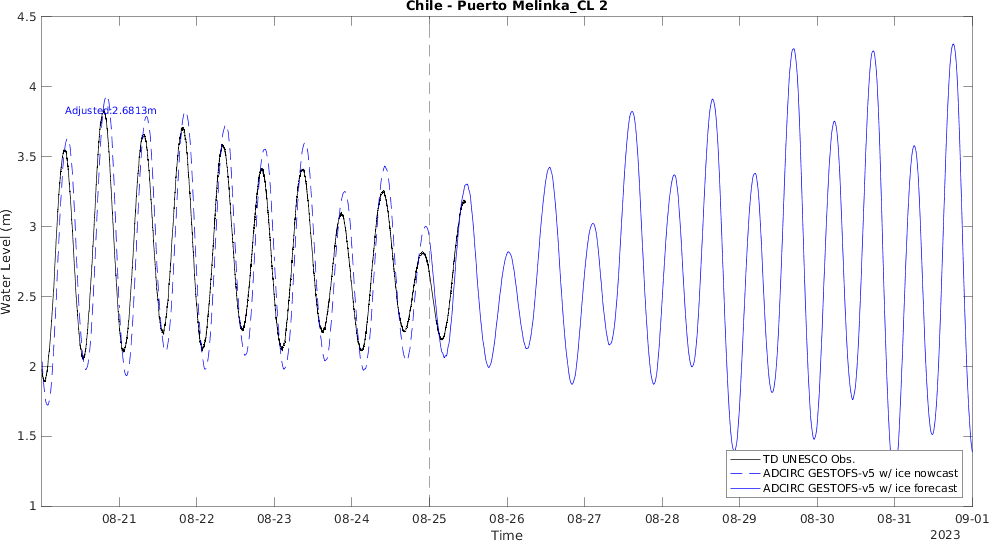 Chile - Puerto Melinka_CL 2
4.5
4
3.5
3
2.5
2
1.5
1
Water Level (m)
Adjusted:2.6813m
TD UNESCO Obs.
ADCIRC GESTOFS-v5 w/ ice nowcast
ADCIRC GESTOFS-v5 w/ ice forecast
08-21 08-22 08-23 08-24 08-25 08-26 08-27 08-28 08-29 08-30 08-31 09-01
Time
2023